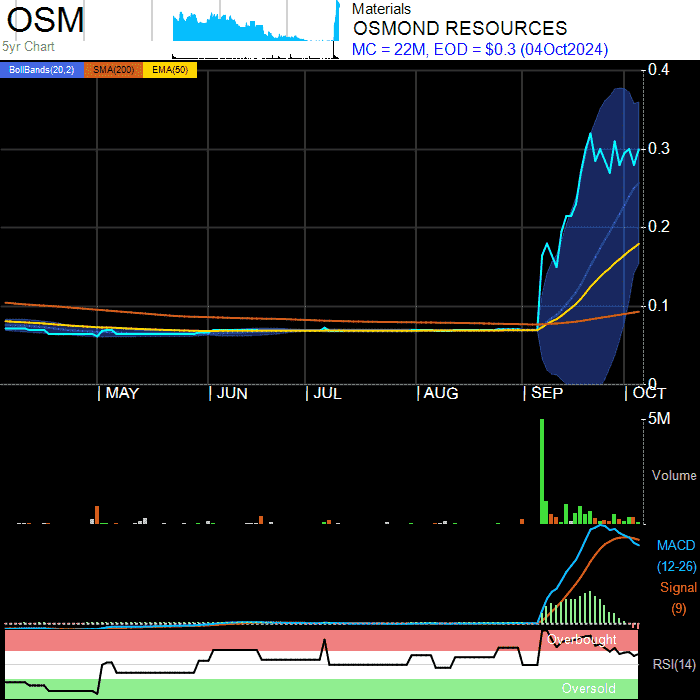 OSM
5yr Chart
Materials
OSMOND RESOURCES
MC = 22M, EOD = $0.3 (04Oct2024)
BollBands(20,2) SMA(200) EMA(50)
0.4
0.3
0.2
0.1
0
MAY JUN JUL AUG SEP OCT
5M
Volume
MACD
(12-26)
Signal
(9)
Overbought
RSI(14)
Oversold